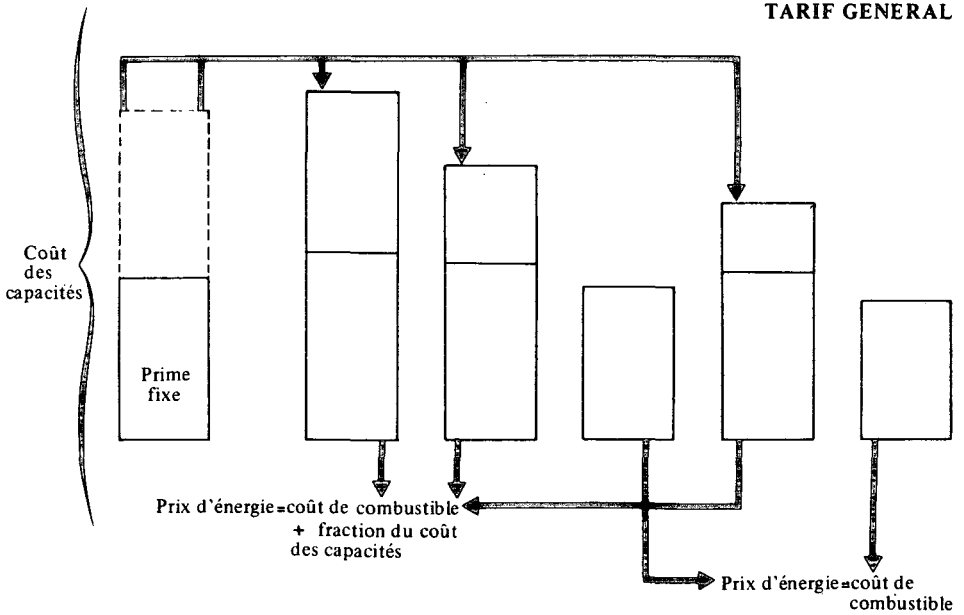 TARIF GENERAL
Coût
des
capacités
Prime
fixe
Prix d'énergie=coût de combustible
+ fraction du coût
des capacités
Prix d'énergie=coût de
combustible